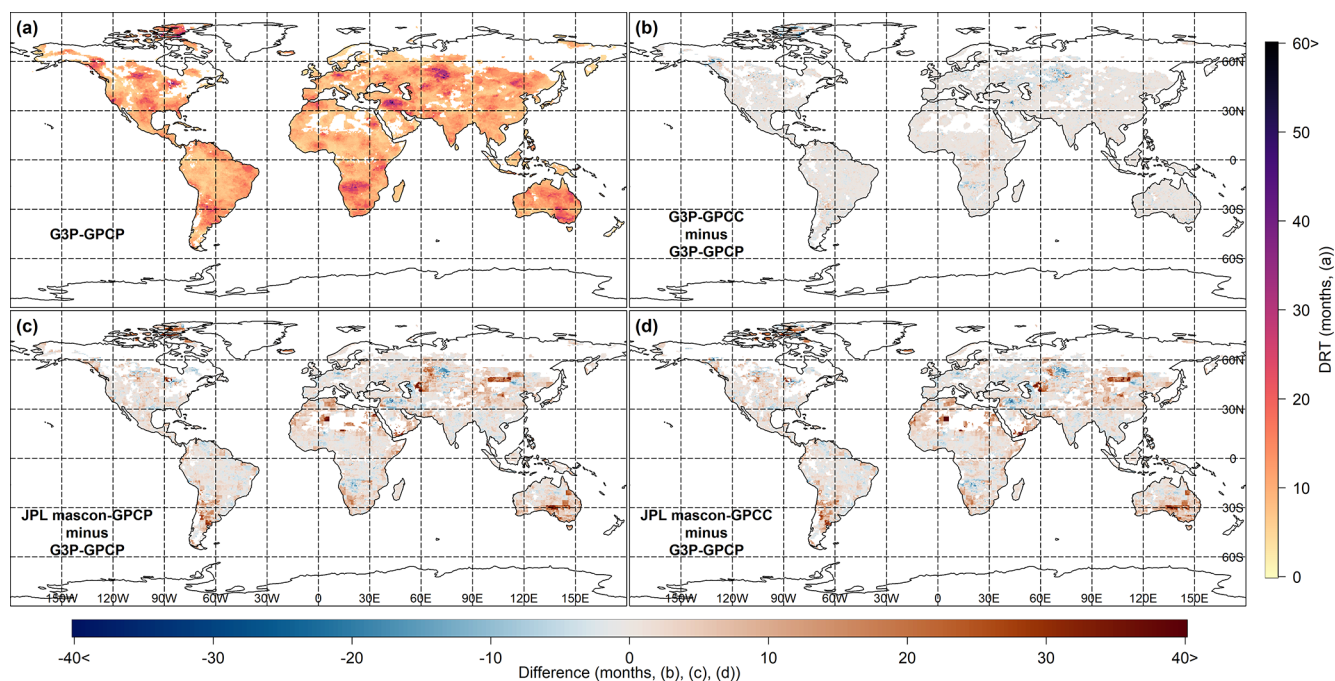 (a)
G3P-GPCP
(b)
60N
30N
0
30S
60S
G3P-GPCC
minus
G3P-GPCP
(c)
JPL mascon-GPCP
minus
G3P-GPCP
150W 120W 90W 60W 30W 0 30E 60E 90E 120E 150E
(d)
60N
30N
0
30S
60S
JPL mascon-GPCC
minus
G3P-GPCP
150W 120W 90W 60W 30W 0 30E 60E 90E 120E 150E
60>
50
40
30
20
10
0
DRT (months, (a))
-40< -30 -20 -10 0 10 20 30 40>
Difference (months, (b), (c), (d))